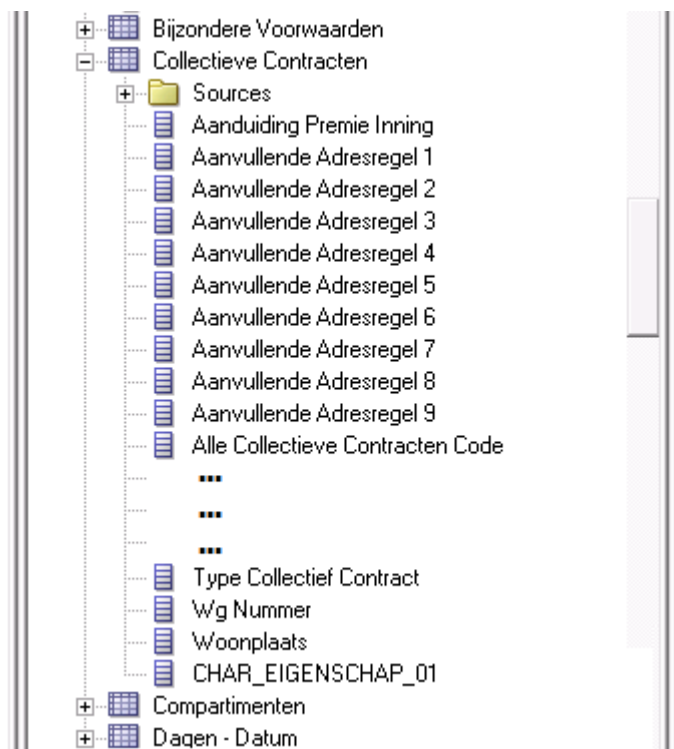 Bijzondere Voorwaarden
Collectieve Contracten
Sources
Aanduiding Premie Inning
Aanvullende Adresregel 1
Aanvullende Adresregel 2
Aanvullende Adresregel 3
Aanvullende Adresregel 4
Aanvullende Adresregel 5
Aanvullende Adresregel 6
Aanvullende Adresregel 7
Aanvullende Adresregel 8
Aanvullende Adresregel 9
Alle Collectieve Contracten Code
...
...
...
Type Collectief Contract
Wg Nummer
Woonplaats
CHAR_EIGENSCHAP_01
Compartimenten
Dagen - Datum